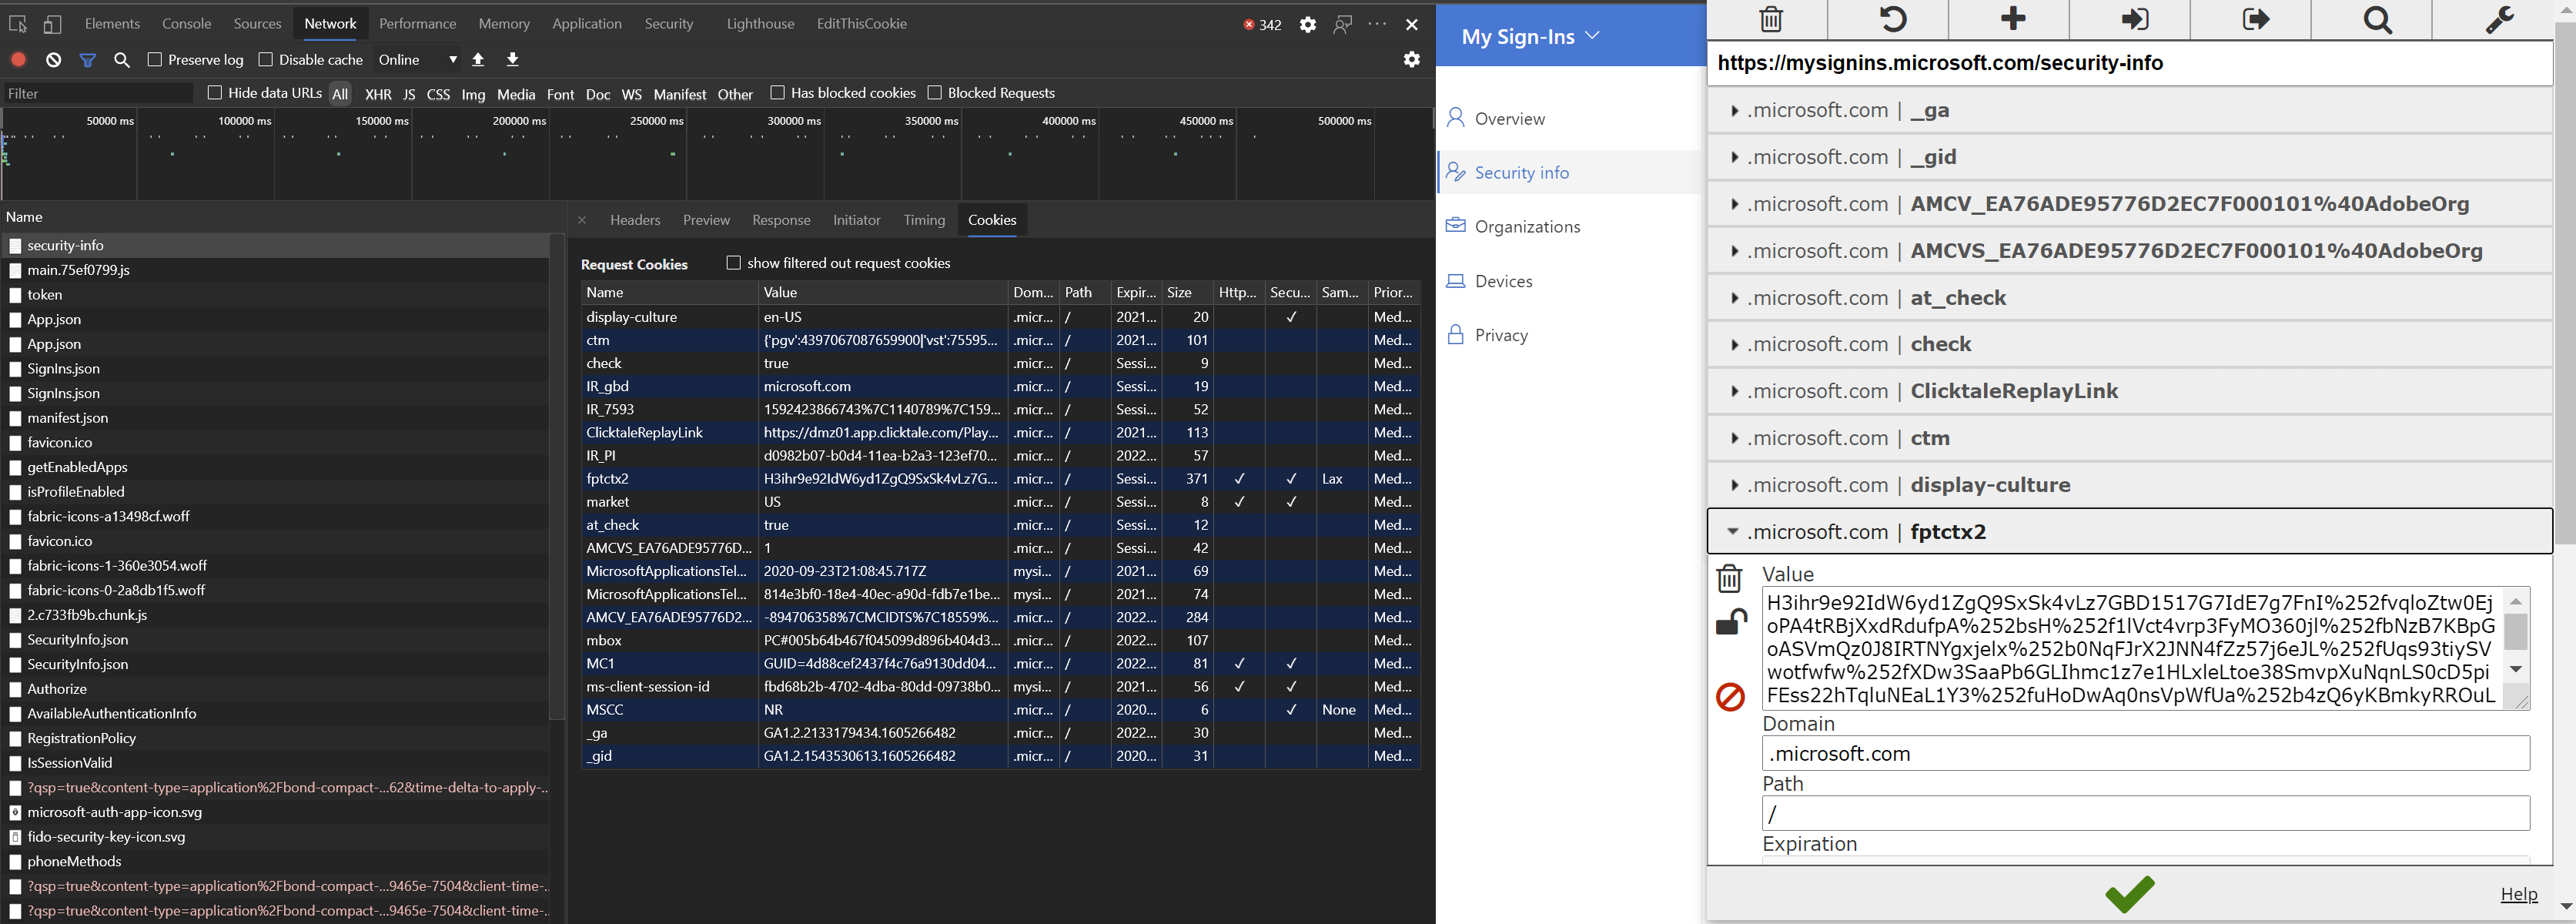 Elements Console Sources Network Performance Memory Application Security Lighthouse EditThisCookie 342
Preserve log Disable cache Online
Filter Hide data URLs All XHR JS CSS Img Media Font Doc WS Manifest Other Has blocked cookies Blocked Requests
50000 ms 100000 ms 150000 ms 200000 ms 250000 ms 300000 ms 350000 ms 400000 ms 450000 ms 500000 ms
Name
security-info
main.75ef0799.js
token
App.json
App.json
SignIns.json
SignIns.json
manifest.json
favicon.ico
getEnabledApps
isProfileEnabled
fabric-icons-a13498cf.woff
favicon.ico
fabric-icons-1-360e3054.woff
fabric-icons-0-2a8db1f5.woff
2.c733fb9b.chunk.js
SecurityInfo.json
SecurityInfo.json
Authorize
AvailableAuthenticationInfo
RegistrationPolicy
IsSessionValid
?qsp=true&content-type=application%2Fbond-compact-...62&time-delta-to-apply-...
microsoft-auth-app-icon.svg
fido-security-key-icon.svg
phoneMethods
?qsp=true&content-type=application%2Fbond-compact-...9465e-7504&client-time-...
?qsp=true&content-type=application%2Fbond-compact-...9465e-7504&client-time-...
Headers Preview Response Initiator Timing Cookies
Request Cookies show filtered out request cookies
Name Value Dom... Path Expir... Size Http... Secu... Sam... Prior...
display-culture en-US .micr... / 2021... 20 ✓ Med...
ctm {'pgv':4397067087659900|'vst':75595... .micr... / 2021... 101 Med...
check true .micr... / Sessi... 9 Med...
IR_gbd microsoft.com .micr... / Sessi... 19 Med...
IR_7593 1592423866743%7C1140789%7C159... .micr... / Sessi... 52 Med...
ClicktaleReplayLink https://dmz01.app.clicktale.com/Play... .micr... / 2021... 113 Med...
IR_PI d0982b07-b0d4-11ea-b2a3-123ef70... .micr... / 2022... 57 Med...
fptctx2 H3ihr9e92IdW6yd1ZgQ9SxSk4vLz7G... .micr... / Sessi... 371 ✓ ✓ Lax Med...
market US .micr... / Sessi... 8 ✓ ✓ Med...
at_check true .micr... / Sessi... 12 Med...
AMCVS_EA76ADE95776D... 1 .micr... / Sessi... 42 Med...
MicrosoftApplicationsTel... 2020-09-23T21:08:45.717Z mysi... / 2021... 69 Med...
MicrosoftApplicationsTel... 814e3bf0-18e4-40ec-a90d-fdb7e1be... mysi... / 2021... 74 Med...
AMCV_EA76ADE95776D2... -894706358%7CMCIDTS%7C18559%... .micr... / 2022... 284 Med...
mbox PC#005b64b467f045099d896b404d3... .micr... / 2022... 107 Med...
MC1 GUID=4d88cef2437f4c76a9130dd04... .micr... / 2022... 81 ✓ ✓ Med...
ms-client-session-id fbd68b2b-4702-4dba-80dd-09738b0... mysi... / 2021... 56 ✓ ✓ Med...
MSCC NR .micr... / 2020... 6 ✓ None Med...
_ga GA1.2.2133179434.1605266482 .micr... / 2022... 30 Med...
_gid GA1.2.1543530613.1605266482 .micr... / 2020... 31 Med...
My Sign-Ins
Overview
Security info
Organizations
Devices
Privacy
https://mysignins.microsoft.com/security-info
.microsoft.com | _ga
.microsoft.com | _gid
.microsoft.com | AMCV_EA76ADE95776D2EC7F000101%40AdobeOrg
.microsoft.com | AMCVS_EA76ADE95776D2EC7F000101%40AdobeOrg
.microsoft.com | at_check
.microsoft.com | check
.microsoft.com | ClicktaleReplayLink
.microsoft.com | ctm
.microsoft.com | display-culture
.microsoft.com | fptctx2
Value
H3ihr9e92IdW6yd1ZgQ9SxSk4vLz7GBD1517G7IdE7g7FnI%252fvqloZtw0Ej
oPA4tRBjXxdRdufpA%252bsH%252f1lVct4vrp3FyMO360jl%252fbNzB7KBpG
oASVmQz0J8IRTNYgxjeIx%252b0NqFJrX2JNN4fZz57j6eJL%252fUqs93tiySV
wotfwfw%252fXDw3SaaPb6GLIhmc1z7e1HLxleLtoe38SmvpXuNqnLS0cD5pi
FEss22hTqluNEaL1Y3%252fuHoDwAq0nsVpWfUa%252b4zQ6yKBmkyRROuL
Domain
.microsoft.com
Path
/
Expiration
Help